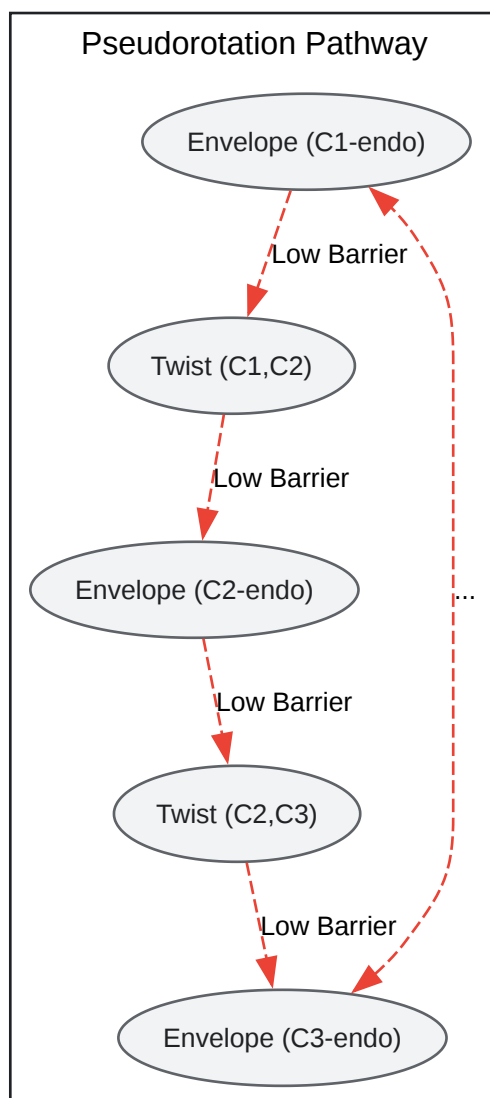 Pseudorotation Pathway
Envelope (C1-endo)
Low Barrier
Twist (C1,C2)
Low Barrier
Envelope (C2-endo)
...
Low Barrier
Twist (C2,C3)
Low Barrier
Envelope (C3-endo)